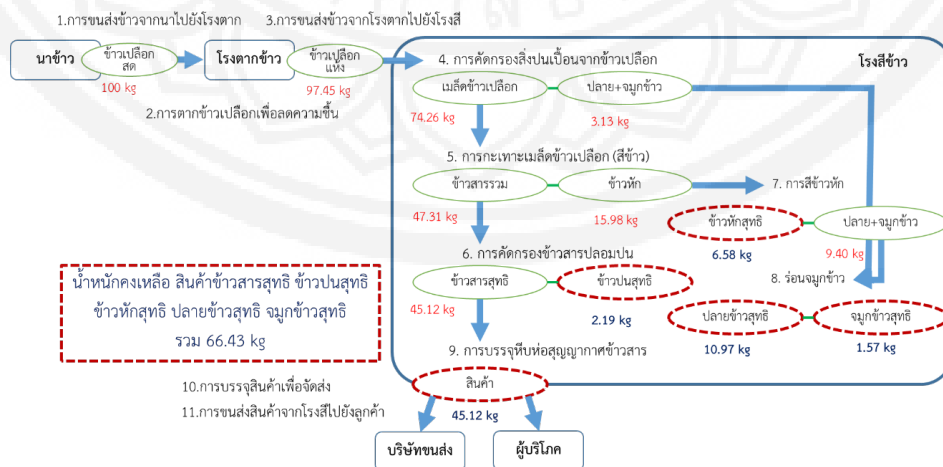 1.การขนส่งข้าวจากนาไปยังโรงตาก
3.การขนส่งข้าวจากโรงตากไปยังโรงสี
นาข้าว
ข้าวเปลือก
สด
100 kg
โรงตากข้าว
ข้าวเปลือก
แห้ง
97.45 kg
2.การตากข้าวเปลือกเพื่อลดความชื้น
โรงสีข้าว
4. การคัดกรองสิ่งปนเปื้อนจากข้าวเปลือก
เมล็ดข้าวเปลือก
ปลาย+จมูกข้าว
74.26 kg
3.13 kg
5. การกะเทาะเมล็ดข้าวเปลือก (สีข้าว)
ข้าวสารรวม
ข้าวหัก
7. การสีข้าวหัก
47.31 kg
15.98 kg
ข้าวหักสุทธิ
ปลาย+จมูกข้าว
6.58 kg
9.40 kg
6. การคัดกรองข้าวสารปลอมปน
8. ร่อนจมูกข้าว
ข้าวสารสุทธิ
ข้าวปนสุทธิ
45.12 kg
2.19 kg
ปลายข้าวสุทธิ
จมูกข้าวสุทธิ
10.97 kg
1.57 kg
น้ำหนักคงเหลือ สินค้าข้าวสารสุทธิ ข้าวปนสุทธิ
ข้าวหักสุทธิ ปลายข้าวสุทธิ จมูกข้าวสุทธิ
รวม 66.43 kg
9. การบรรจุหีบห่อสุญญากาศข้าวสาร
สินค้า
10.การบรรจุสินค้าเพื่อจัดส่ง
11.การขนส่งสินค้าจากโรงสีไปยังลูกค้า
45.12 kg
บริษัทขนส่ง
ผู้บริโภค